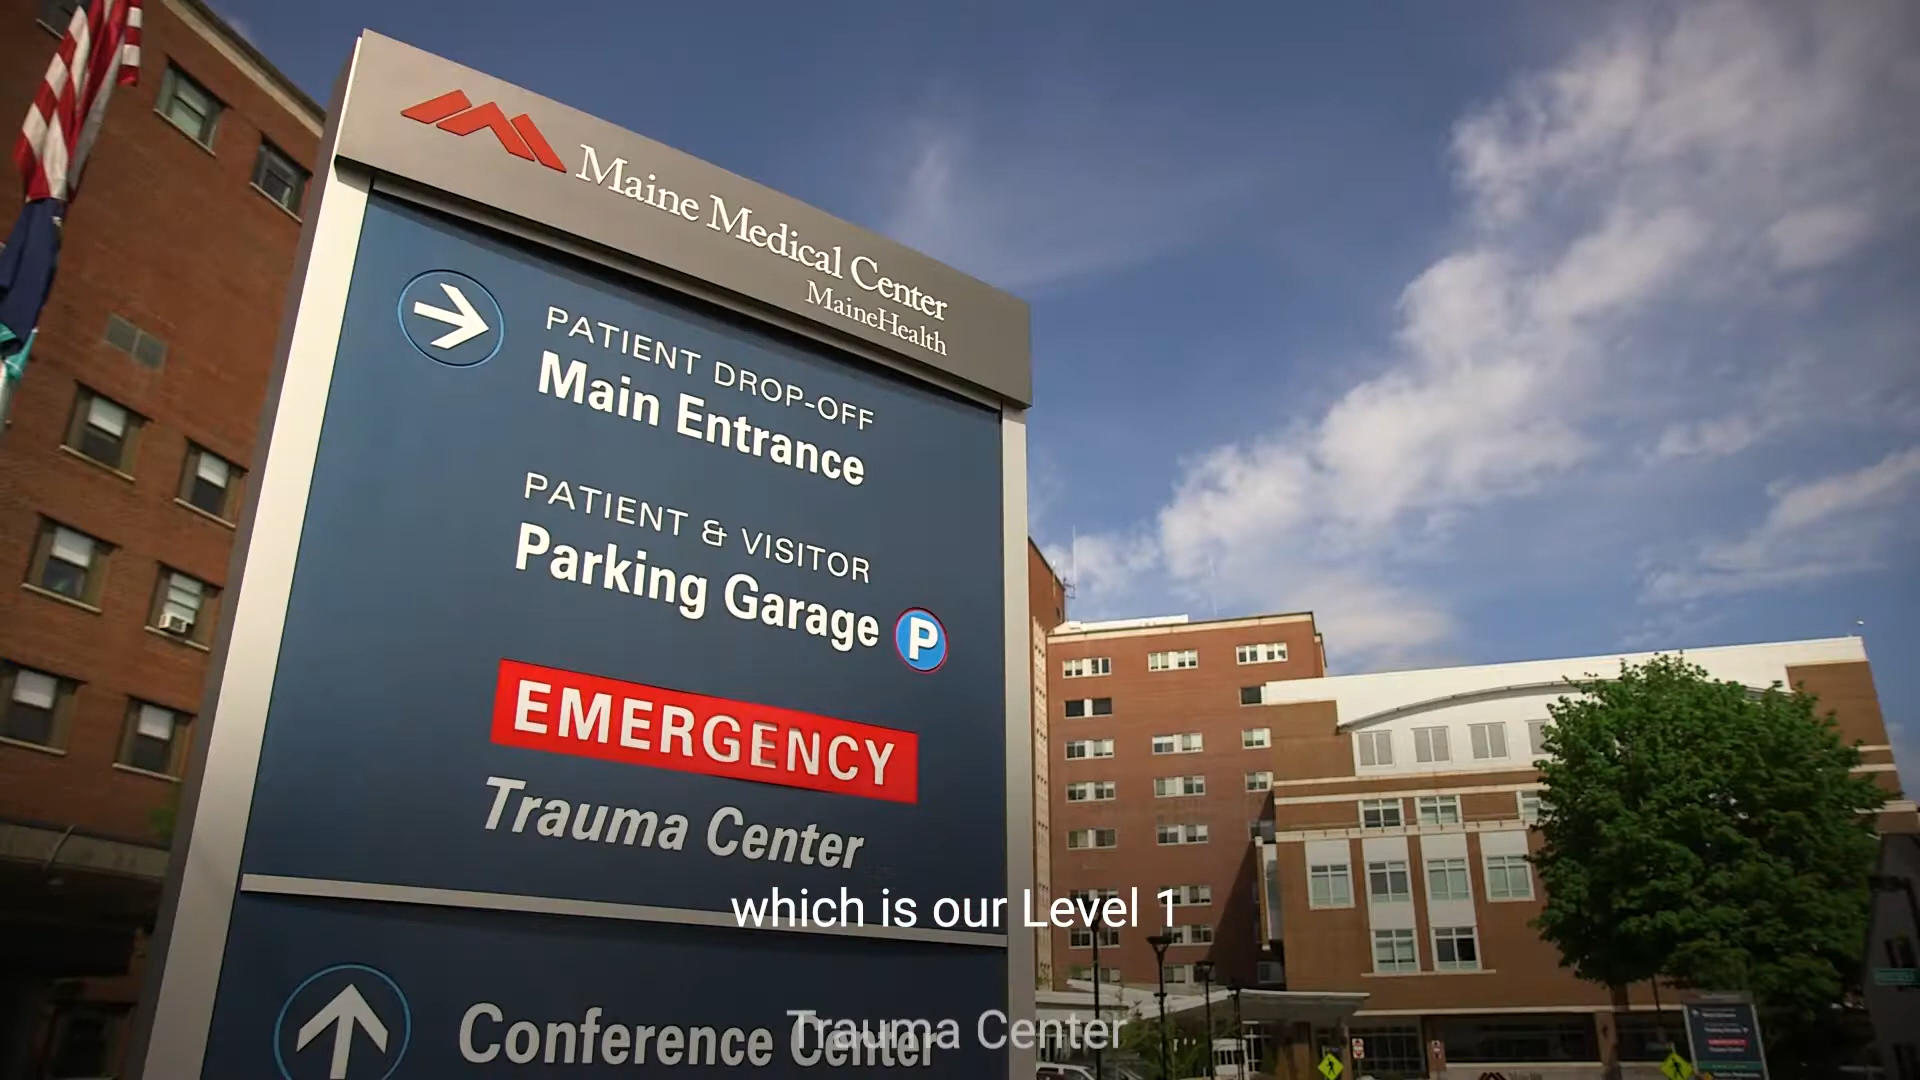 Maine Medical Center
MaineHealth
PATIENT DROP-OFF
Main Entrance
PATIENT & VISITOR
Parking Garage P
EMERGENCY
Trauma Center
which is our Level 1
Conference Center
Trauma Center